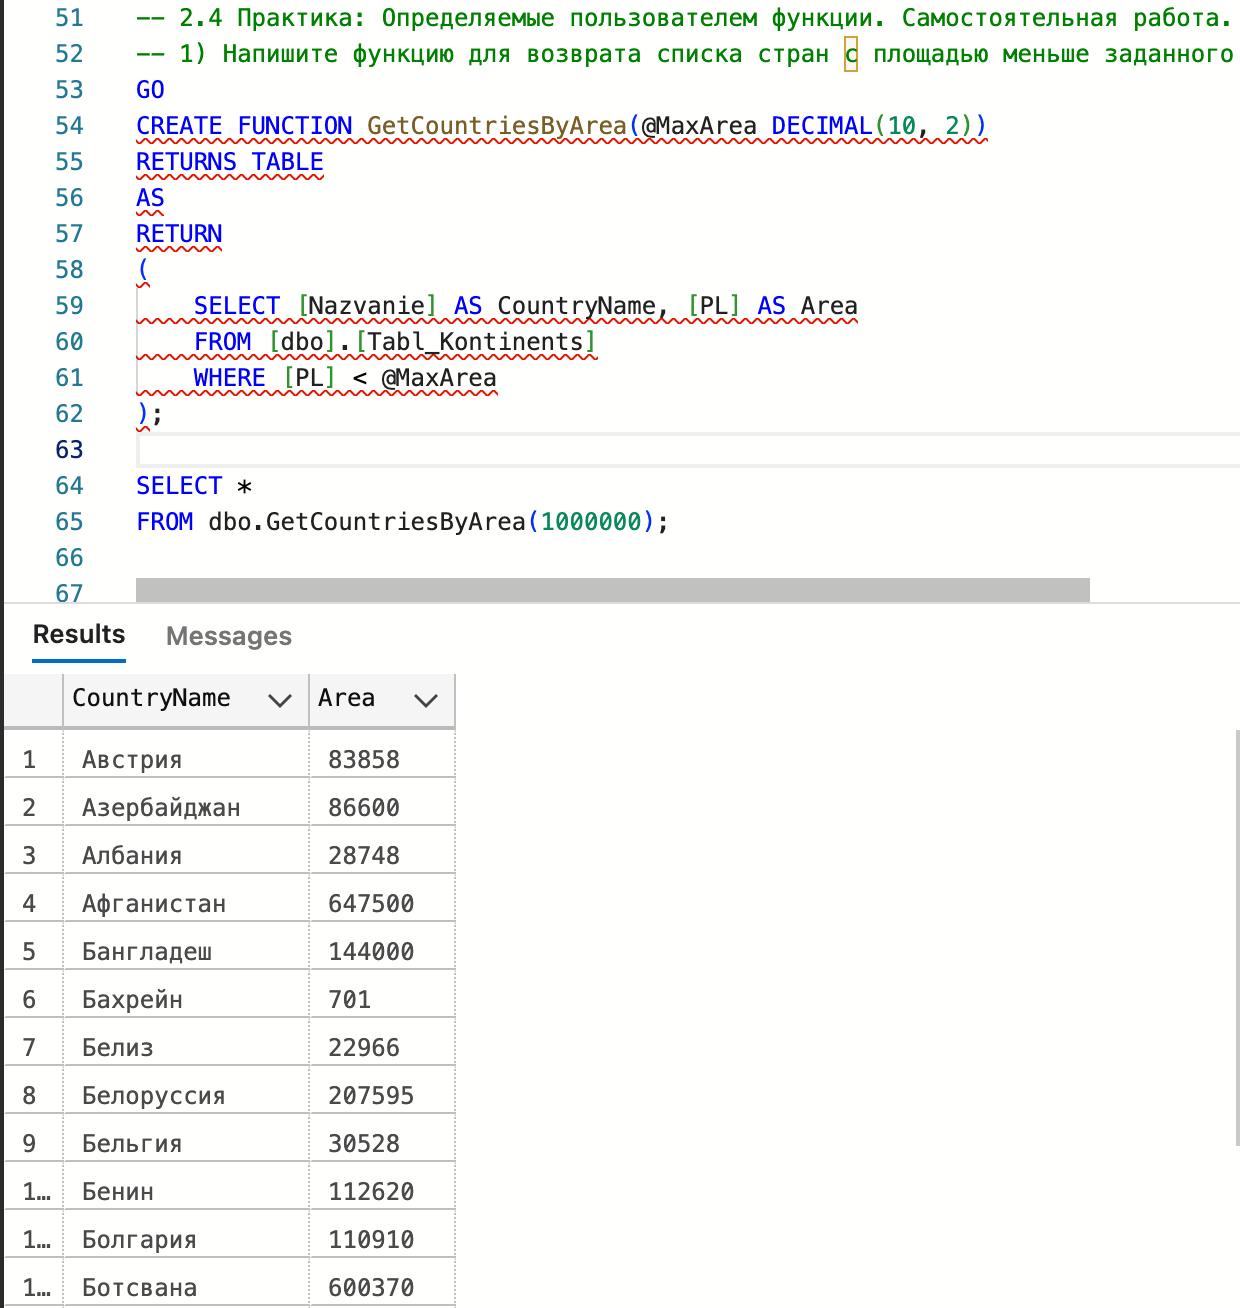 51 -- 2.4 Практика: Определяемые пользователем функции. Самостоятельная работа.
52 -- 1) Напишите функцию для возврата списка стран с площадью меньше заданного
53 GO
54 CREATE FUNCTION GetCountriesByArea(@MaxArea DECIMAL(10, 2))
55 RETURNS TABLE
56 AS
57 RETURN
58 (
59 SELECT [Nazvanie] AS CountryName, [PL] AS Area
60 FROM [dbo].[Tabl_Kontinents]
61 WHERE [PL] < @MaxArea
62 );
63
64 SELECT *
65 FROM dbo.GetCountriesByArea(1000000);
66
67
Results Messages
CountryName Area
1 Австрия 83858
2 Азербайджан 86600
3 Албания 28748
4 Афганистан 647500
5 Бангладеш 144000
6 Бахрейн 701
7 Белиз 22966
8 Белоруссия 207595
9 Бельгия 30528
1… Бенин 112620
1… Болгария 110910
1… Ботсвана 600370